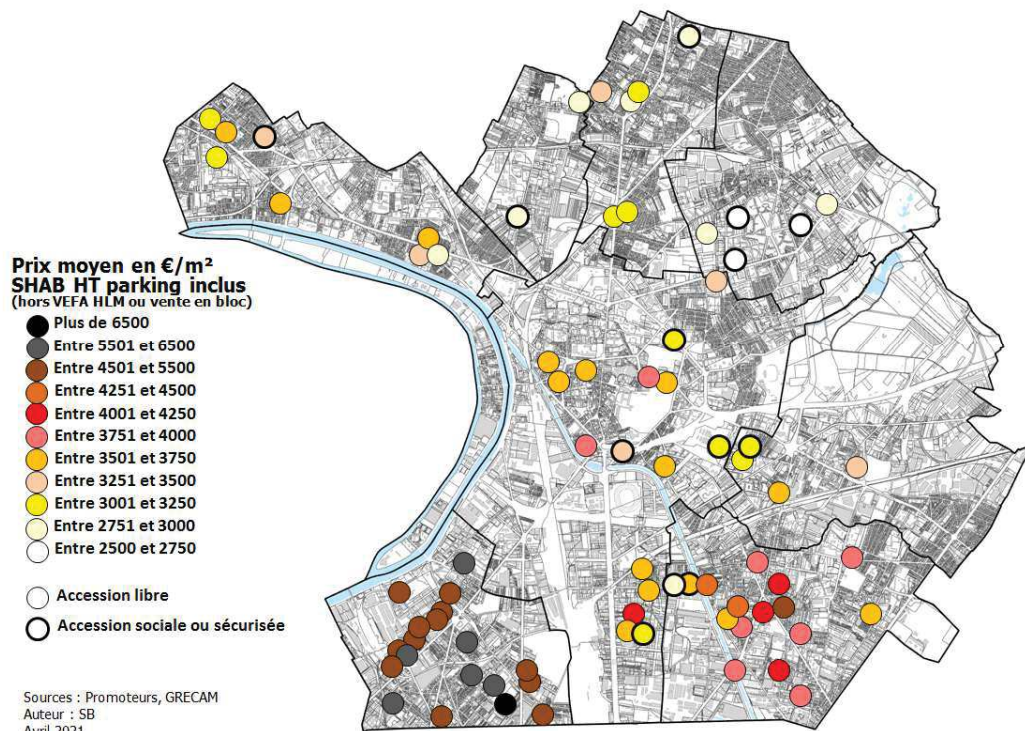 Prix moyen en €/m²
SHAB HT parking inclus
(hors VEFA HLM ou vente en bloc)
Plus de 6500
Entre 5501 et 6500
Entre 4501 et 5500
Entre 4251 et 4500
Entre 4001 et 4250
Entre 3751 et 4000
Entre 3501 et 3750
Entre 3251 et 3500
Entre 3001 et 3250
Entre 2751 et 3000
Entre 2500 et 2750
Accession libre
Accession sociale ou sécurisée
Sources : Promoteurs, GRECAM
Auteur : SB
Avril 2021